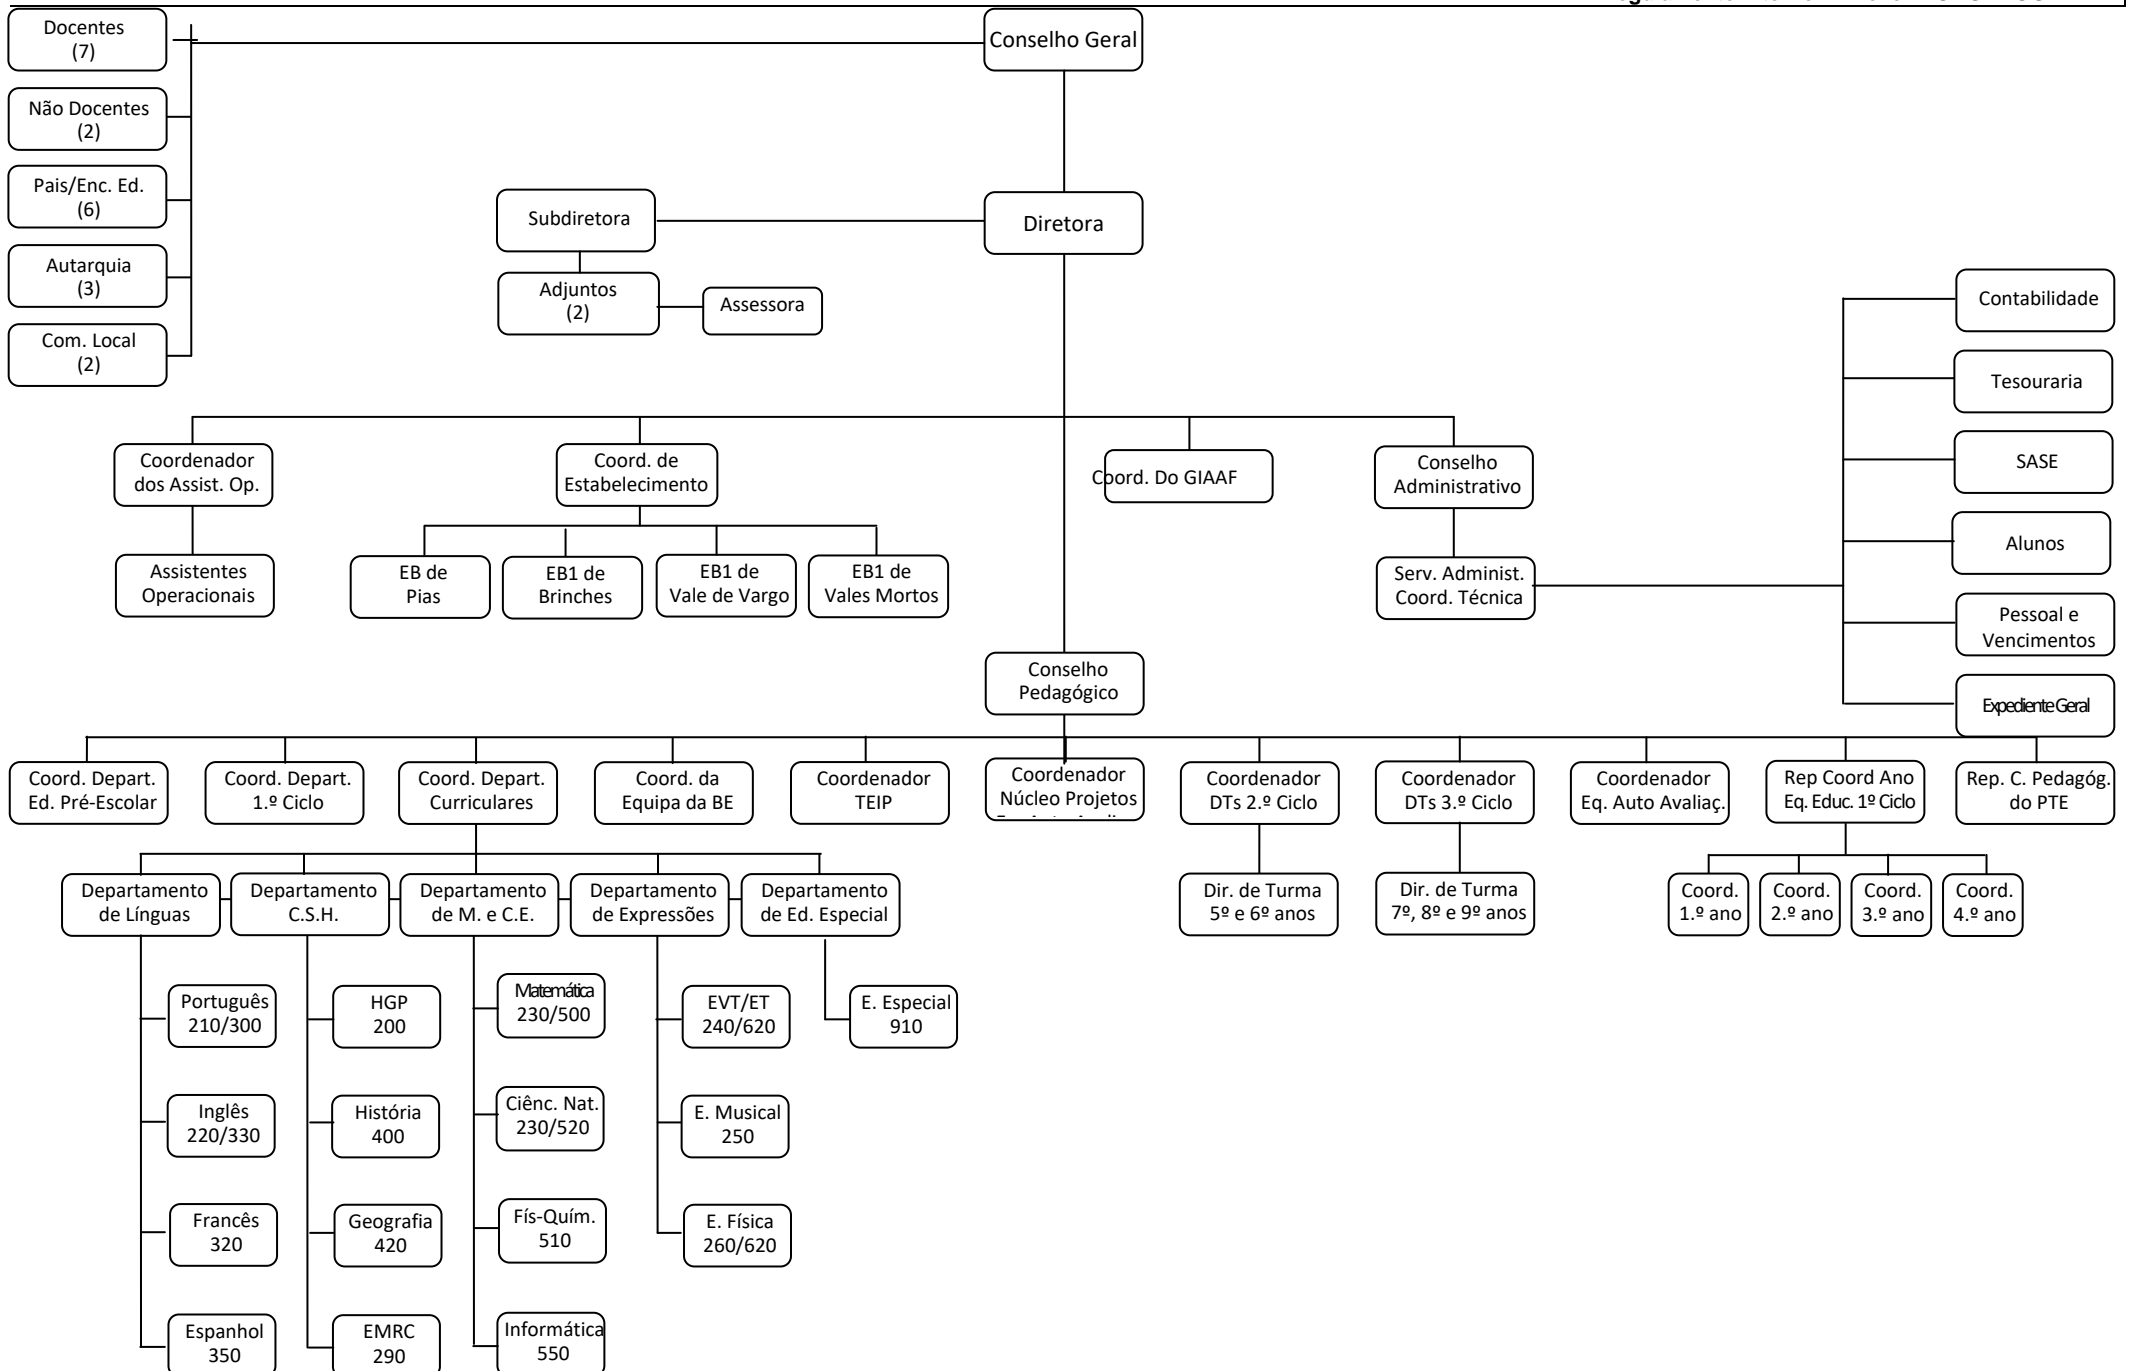 Docentes
(7)
Conselho Geral
Não Docentes
(2)
Pais/Enc. Ed.
(6)
Autarquia
(3)
Com. Local
(2)
Subdiretora
Diretora
Adjuntos
(2)
Assessora
Contabilidade
Tesouraria
SASE
Alunos
Pessoal e
Vencimentos
Expediente Geral
Coordenador
dos Assist. Op.
Coord. de
Estabelecimento
Coord. Do GIAAF
Conselho
Administrativo
Assistentes
Operacionais
EB de
Pias
EB1 de
Brinches
EB1 de
Vale de Vargo
EB1 de
Vales Mortos
Serv. Administ.
Coord. Técnica
Conselho
Pedagógico
Coord. Depart.
Ed. Pré-Escolar
Coord. Depart.
1.º Ciclo
Coord. Depart.
Curriculares
Coord. da
Equipa da BE
Coordenador
TEIP
Coordenador
Núcleo Projetos
Coordenador
DTs 2.º Ciclo
Coordenador
DTs 3.º Ciclo
Coordenador
Eq. Auto Avaliaç.
Rep Coord Ano
Eq. Educ. 1º Ciclo
Rep. C. Pedagóg.
do PTE
Departamento
de Línguas
Departamento
C.S.H.
Departamento
de M. e C.E.
Departamento
de Expressões
Departamento
de Ed. Especial
Dir. de Turma
5º e 6º anos
Dir. de Turma
7º, 8º e 9º anos
Coord.
1.º ano
Coord.
2.º ano
Coord.
3.º ano
Coord.
4.º ano
Português
210/300
HGP
200
Matemática
230/500
EVT/ET
240/620
E. Especial
910
Inglês
220/330
História
400
Ciênc. Nat.
230/520
E. Musical
250
Francês
320
Geografia
420
Fís-Quím.
510
E. Física
260/620
Espanhol
350
EMRC
290
Informática
550